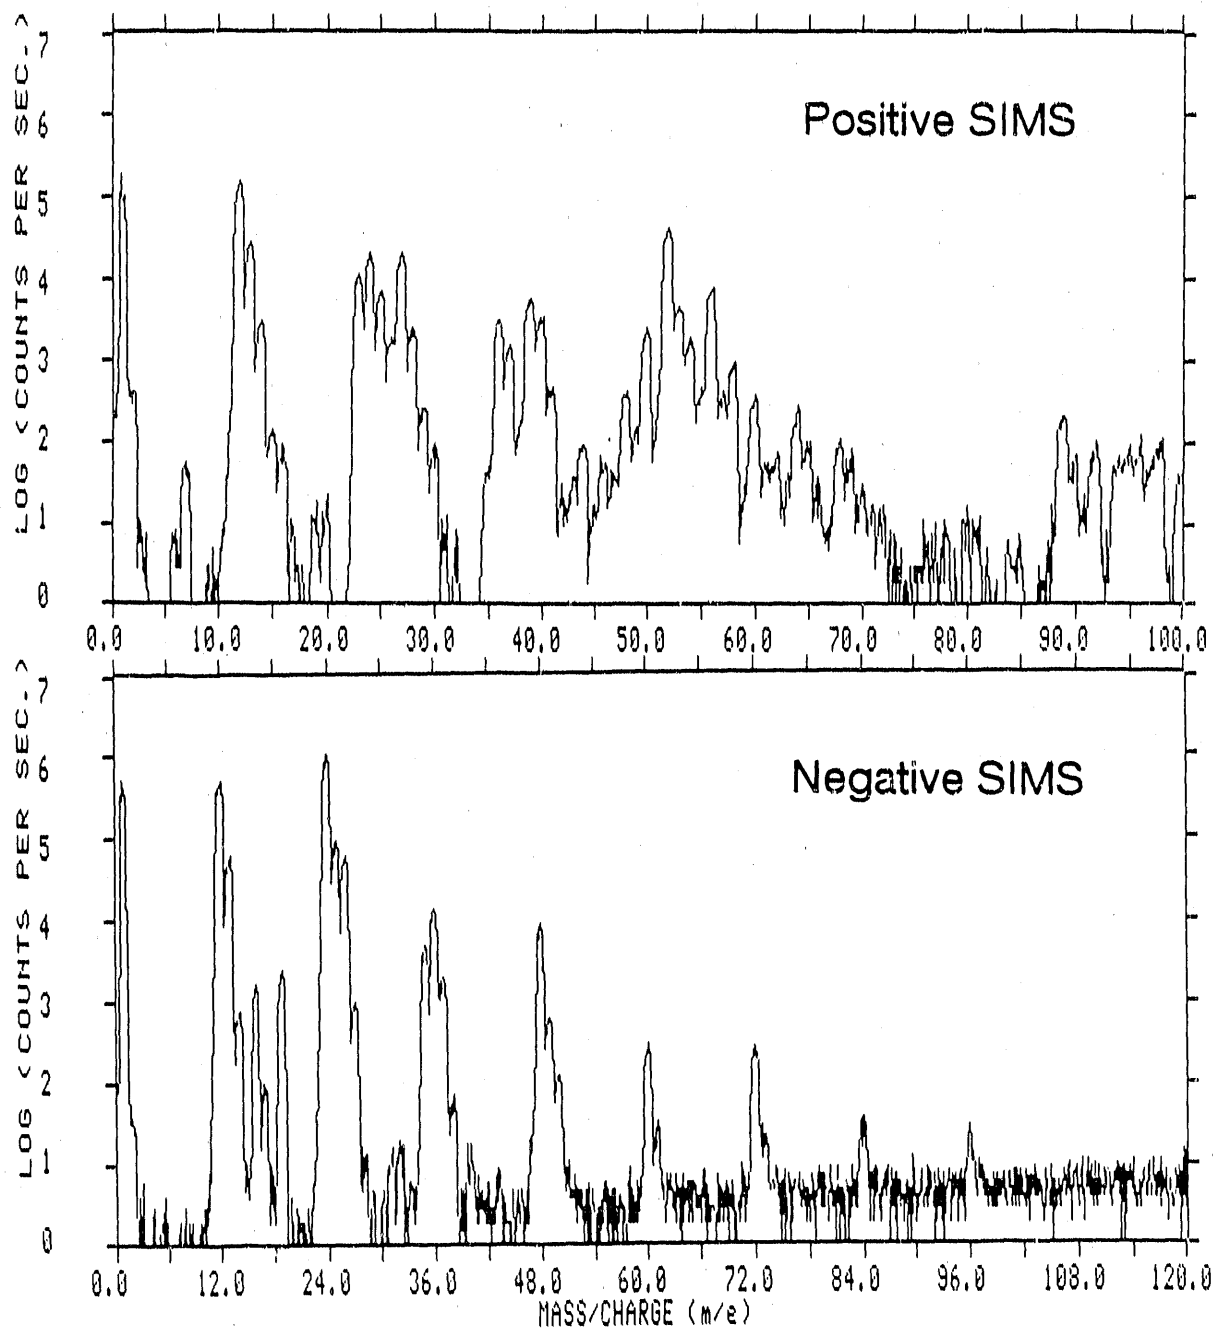 LOG (COUNTS PER SEC.)
7
6
5
4
3
2
1
0
Positive SIMS
0.0 10.0 20.0 30.0 40.0 50.0 60.0 70.0 80.0 90.0 100.0
LOG (COUNTS PER SEC.)
7
6
5
4
3
2
1
0
Negative SIMS
0.0 12.0 24.0 36.0 48.0 60.0 72.0 84.0 96.0 108.0 120.0
MASS/CHARGE (m/e)